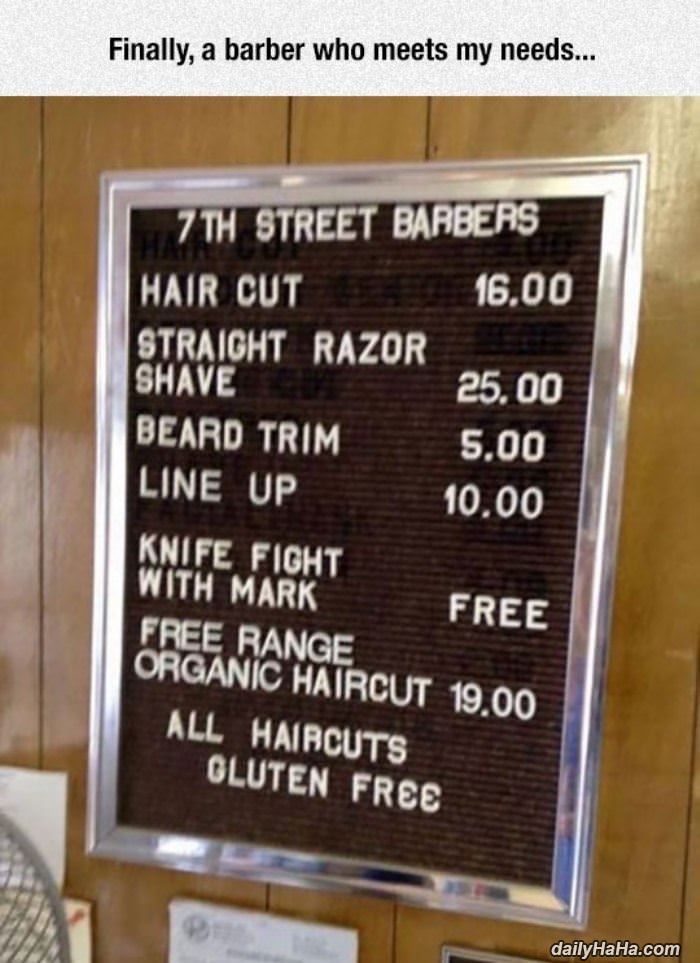 Finally, a barber who meets my needs...
7TH STREET BARBERS
HAIR CUT 16.00
STRAIGHT RAZOR
SHAVE 25.00
BEARD TRIM 5.00
LINE UP 10.00
KNIFE FIGHT
WITH MARK FREE
FREE RANGE
ORGANIC HAIRCUT 19.00
ALL HAIRCUTS
GLUTEN FREE
dailyHaHa.com